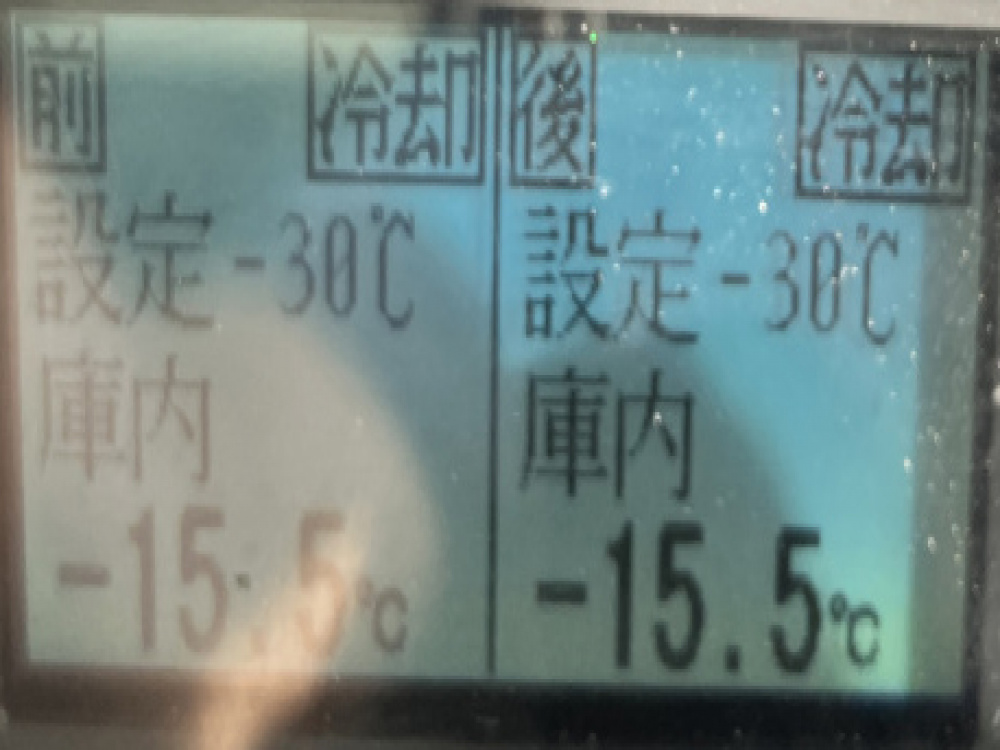 前 冷却
設定 -30℃
庫内
-15.5℃
後 冷却
設定 -30℃
庫内
-15.5℃